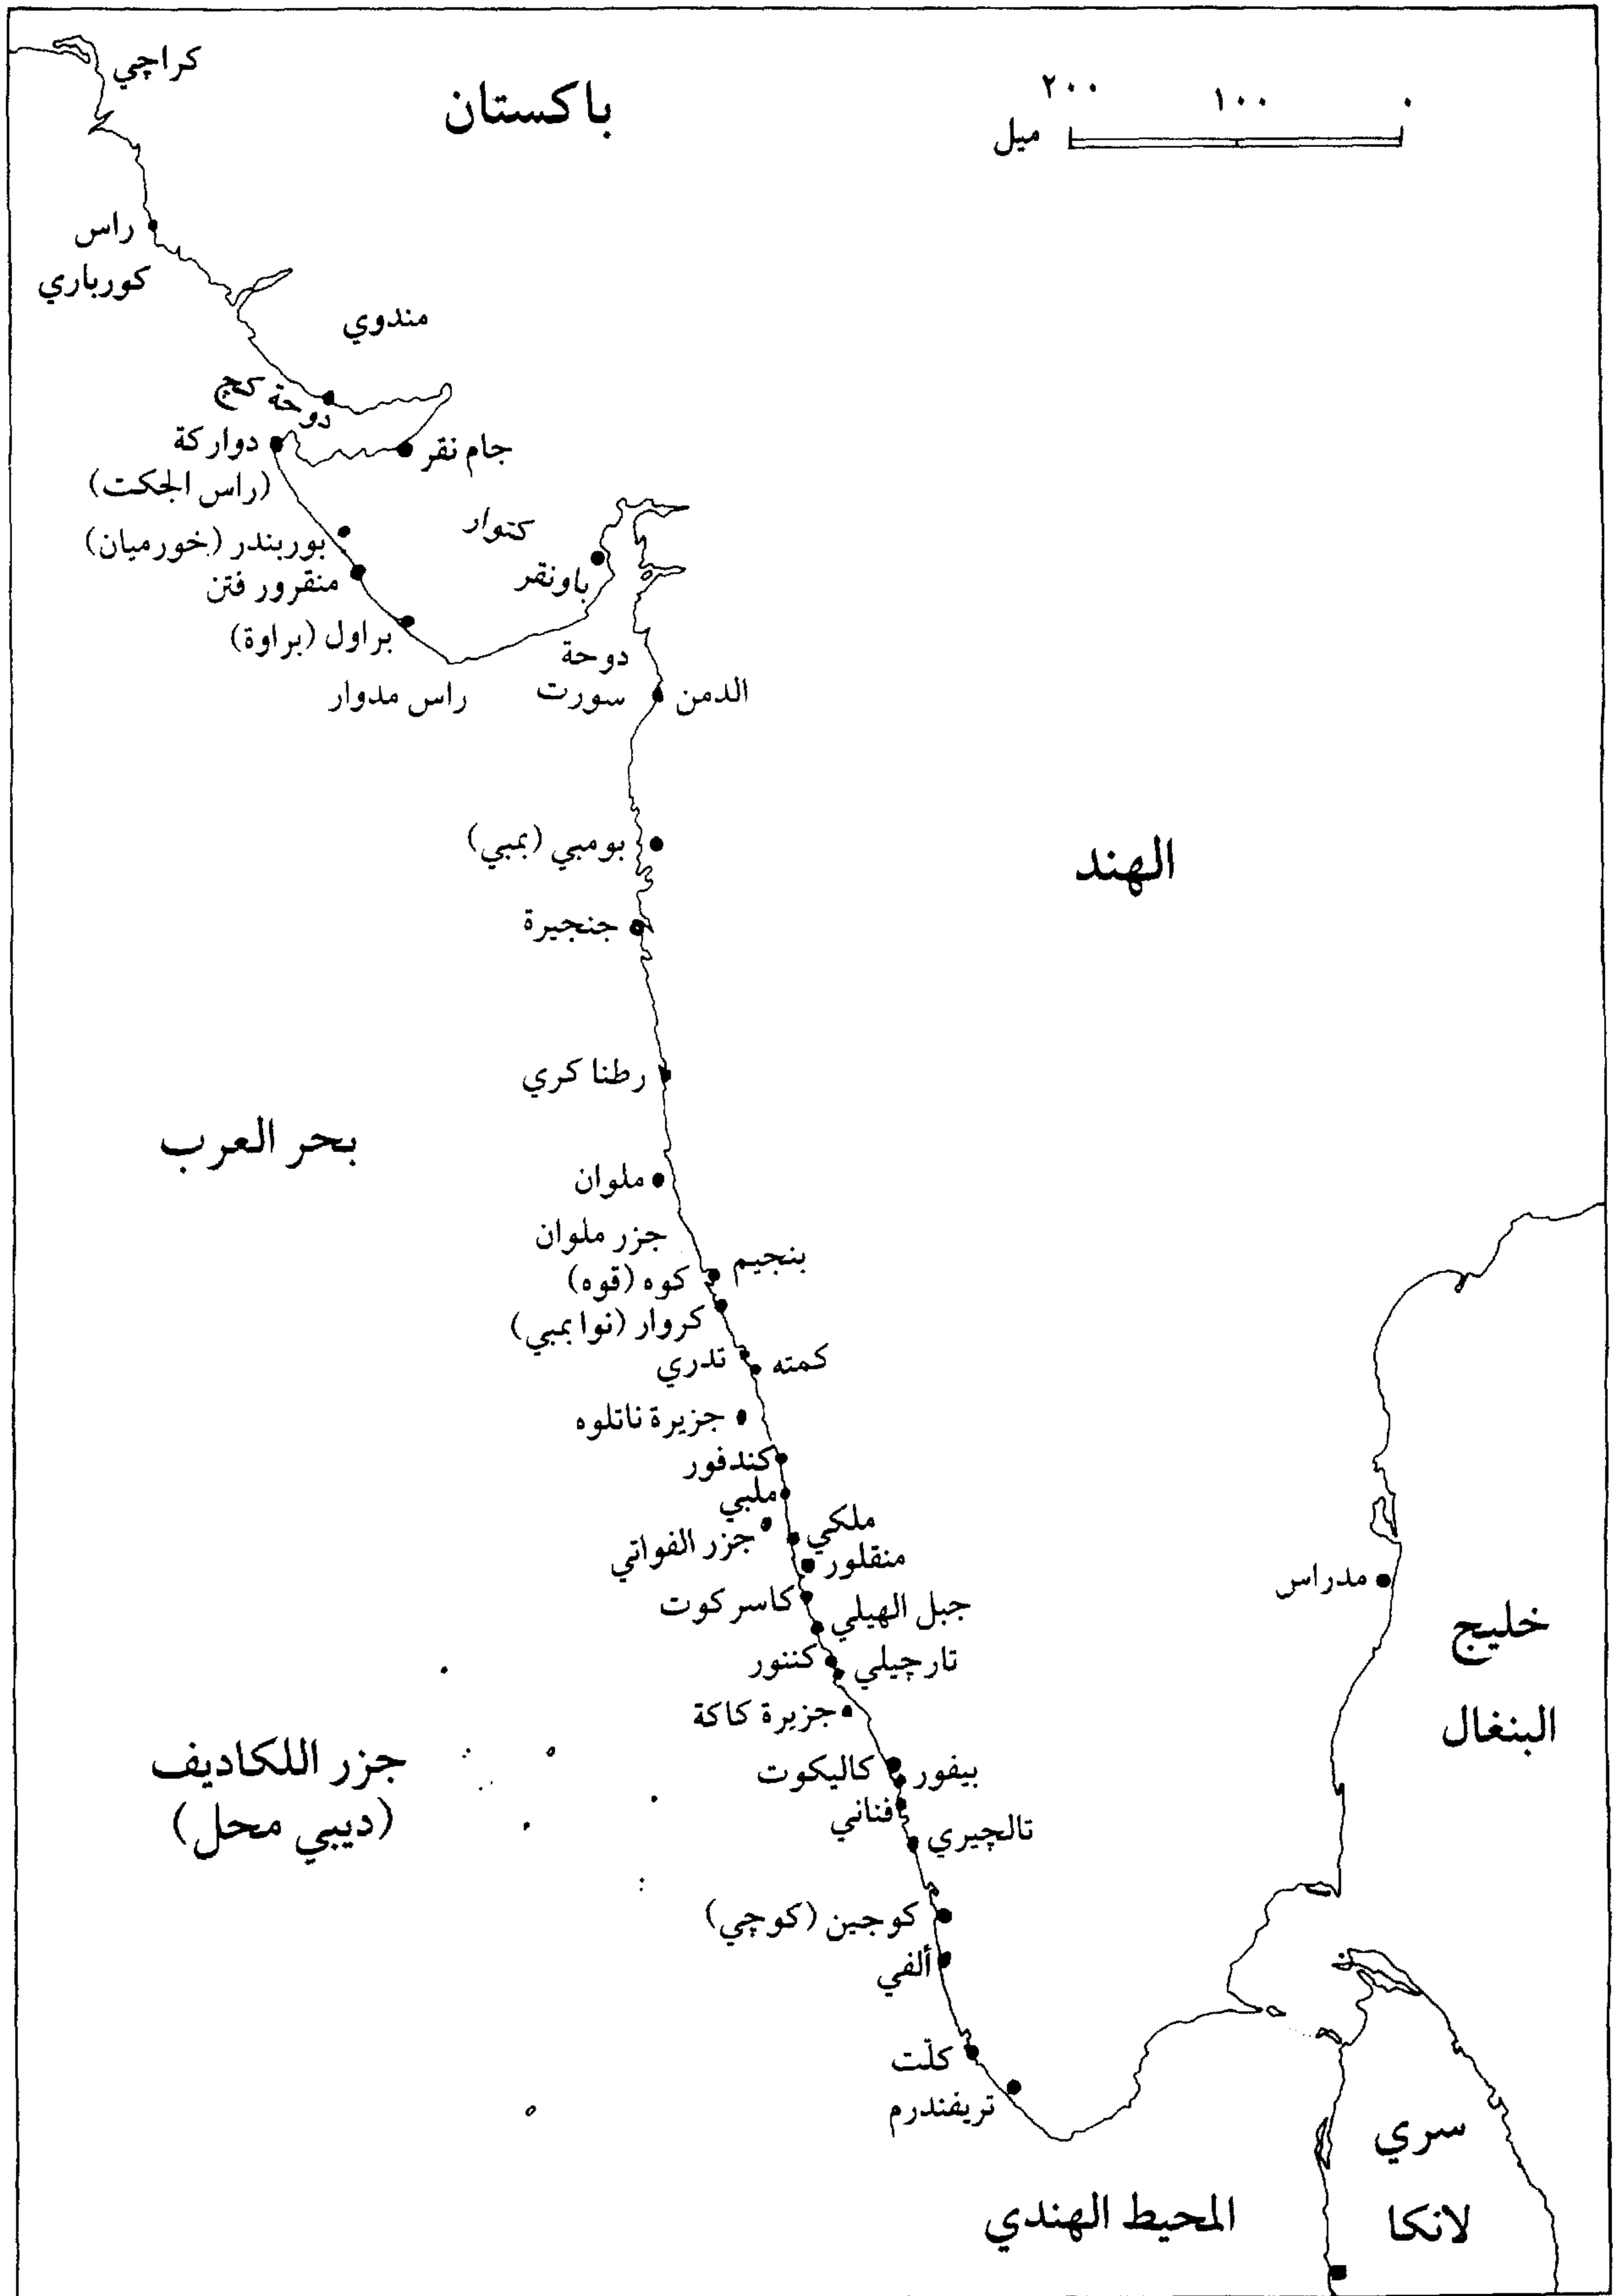 كراچي
باكستان
٢٠٠ ١٠٠ ٠
ميل
راس
كورباري
مندوي
دوحة كچ
دواركة
(راس الجكت)
جام نقر
كتوار
بوربندر (خورميان)
منقرور فتن
باونقر
براول (براوة)
دوحة
سورت
راس مدوار
الدمن
بومبي (بمبي)
الهند
جنجيرة
رطناكري
بحر العرب
ملوان
جزر ملوان
بنجيم
كوه (قوه)
كروار (نوا بمبي)
تدري
كمته
جزيرة ناتلوه
كندفور
ملبي
ملكي
جزر الفواتي
منقلور
مدراس
كاسركوت
جبل الهيلي
خليج
البنغال
كننور
تارچيلي
جزيرة كاكة
جزر اللكاديف
(ديبي محل)
كاليكوت
بيفور
فناني
تالچيري
كوجين (كوچي)
ألفي
كلّت
تريفندرم
سري
لانكا
المحيط الهندي